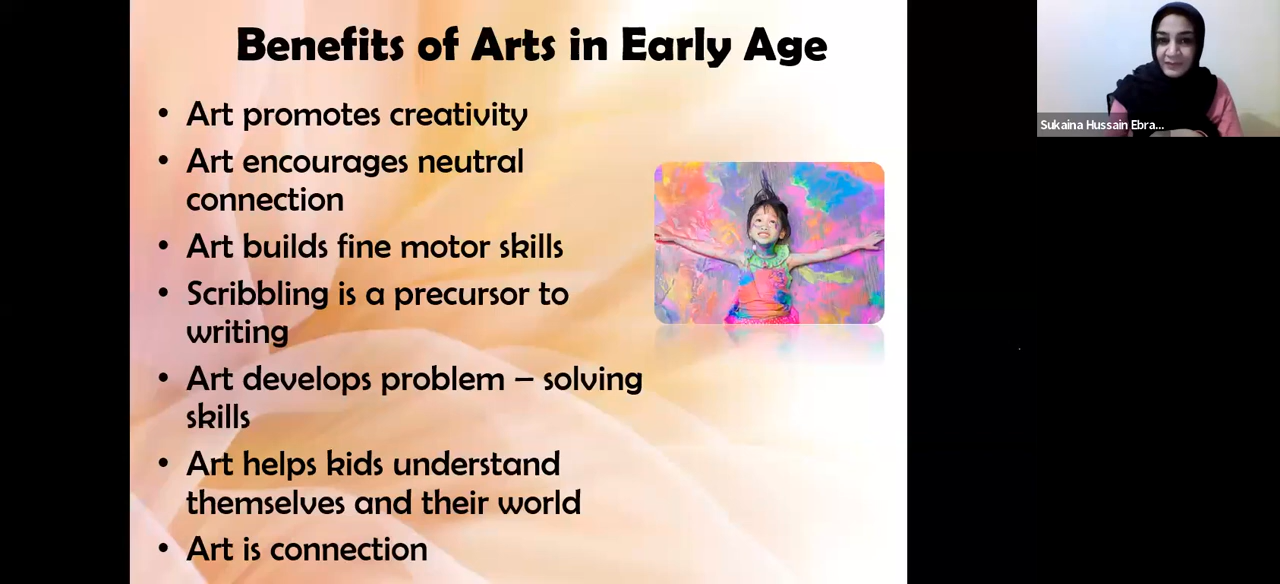 Benefits of Arts in Early Age
• Art promotes creativity
• Art encourages neutral
connection
• Art builds fine motor skills
• Scribbling is a precursor to
writing
• Art develops problem – solving
skills
• Art helps kids understand
themselves and their world
• Art is connection
Sukaina Hussain Ebra...